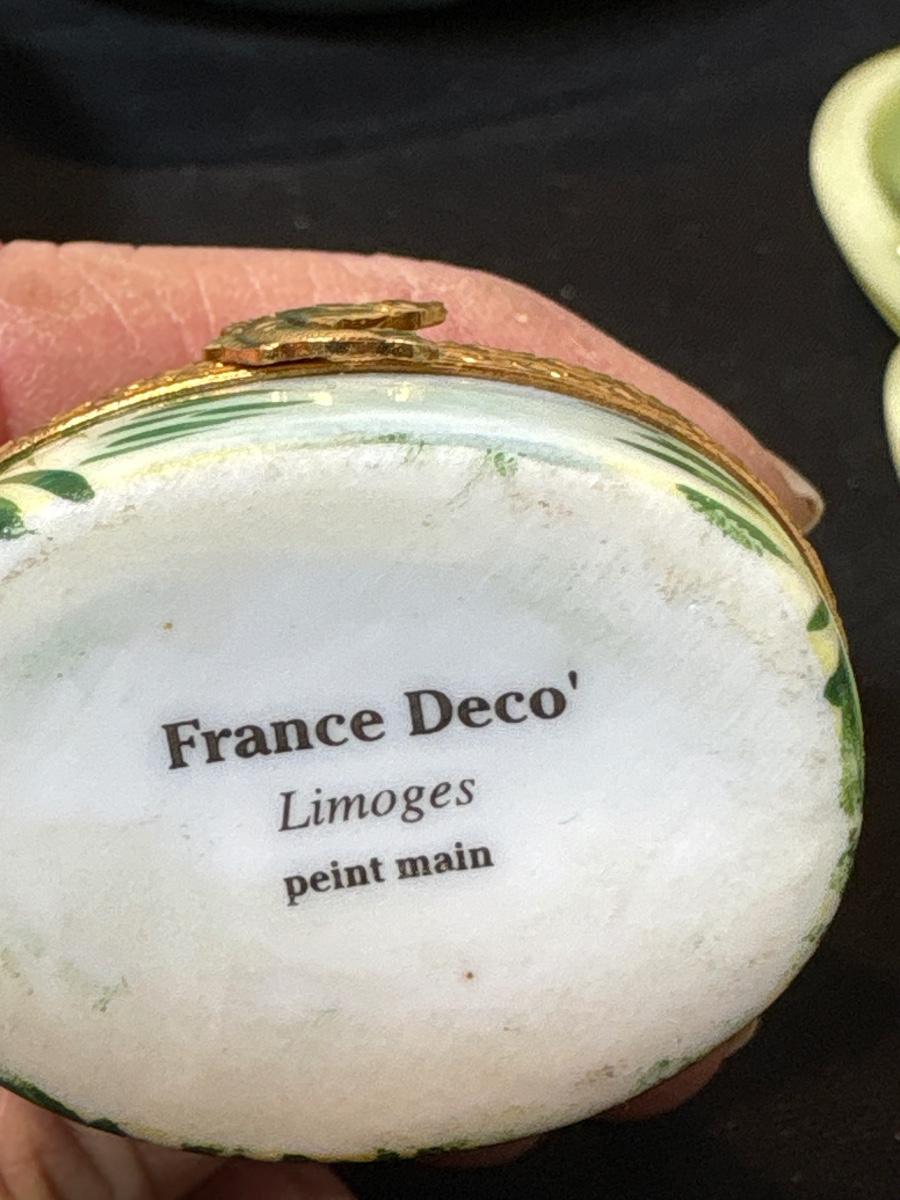 France Deco'
Limoges
peint main